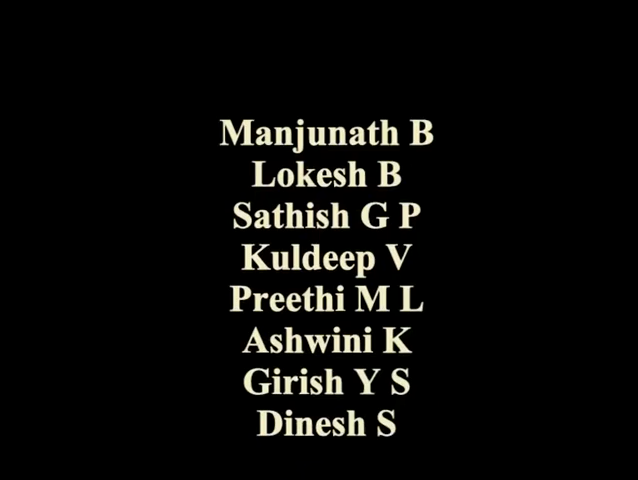 Manjunath B
Lokesh B
Sathish G P
Kuldeep V
Preethi M L
Ashwini K
Girish Y S
Dinesh S